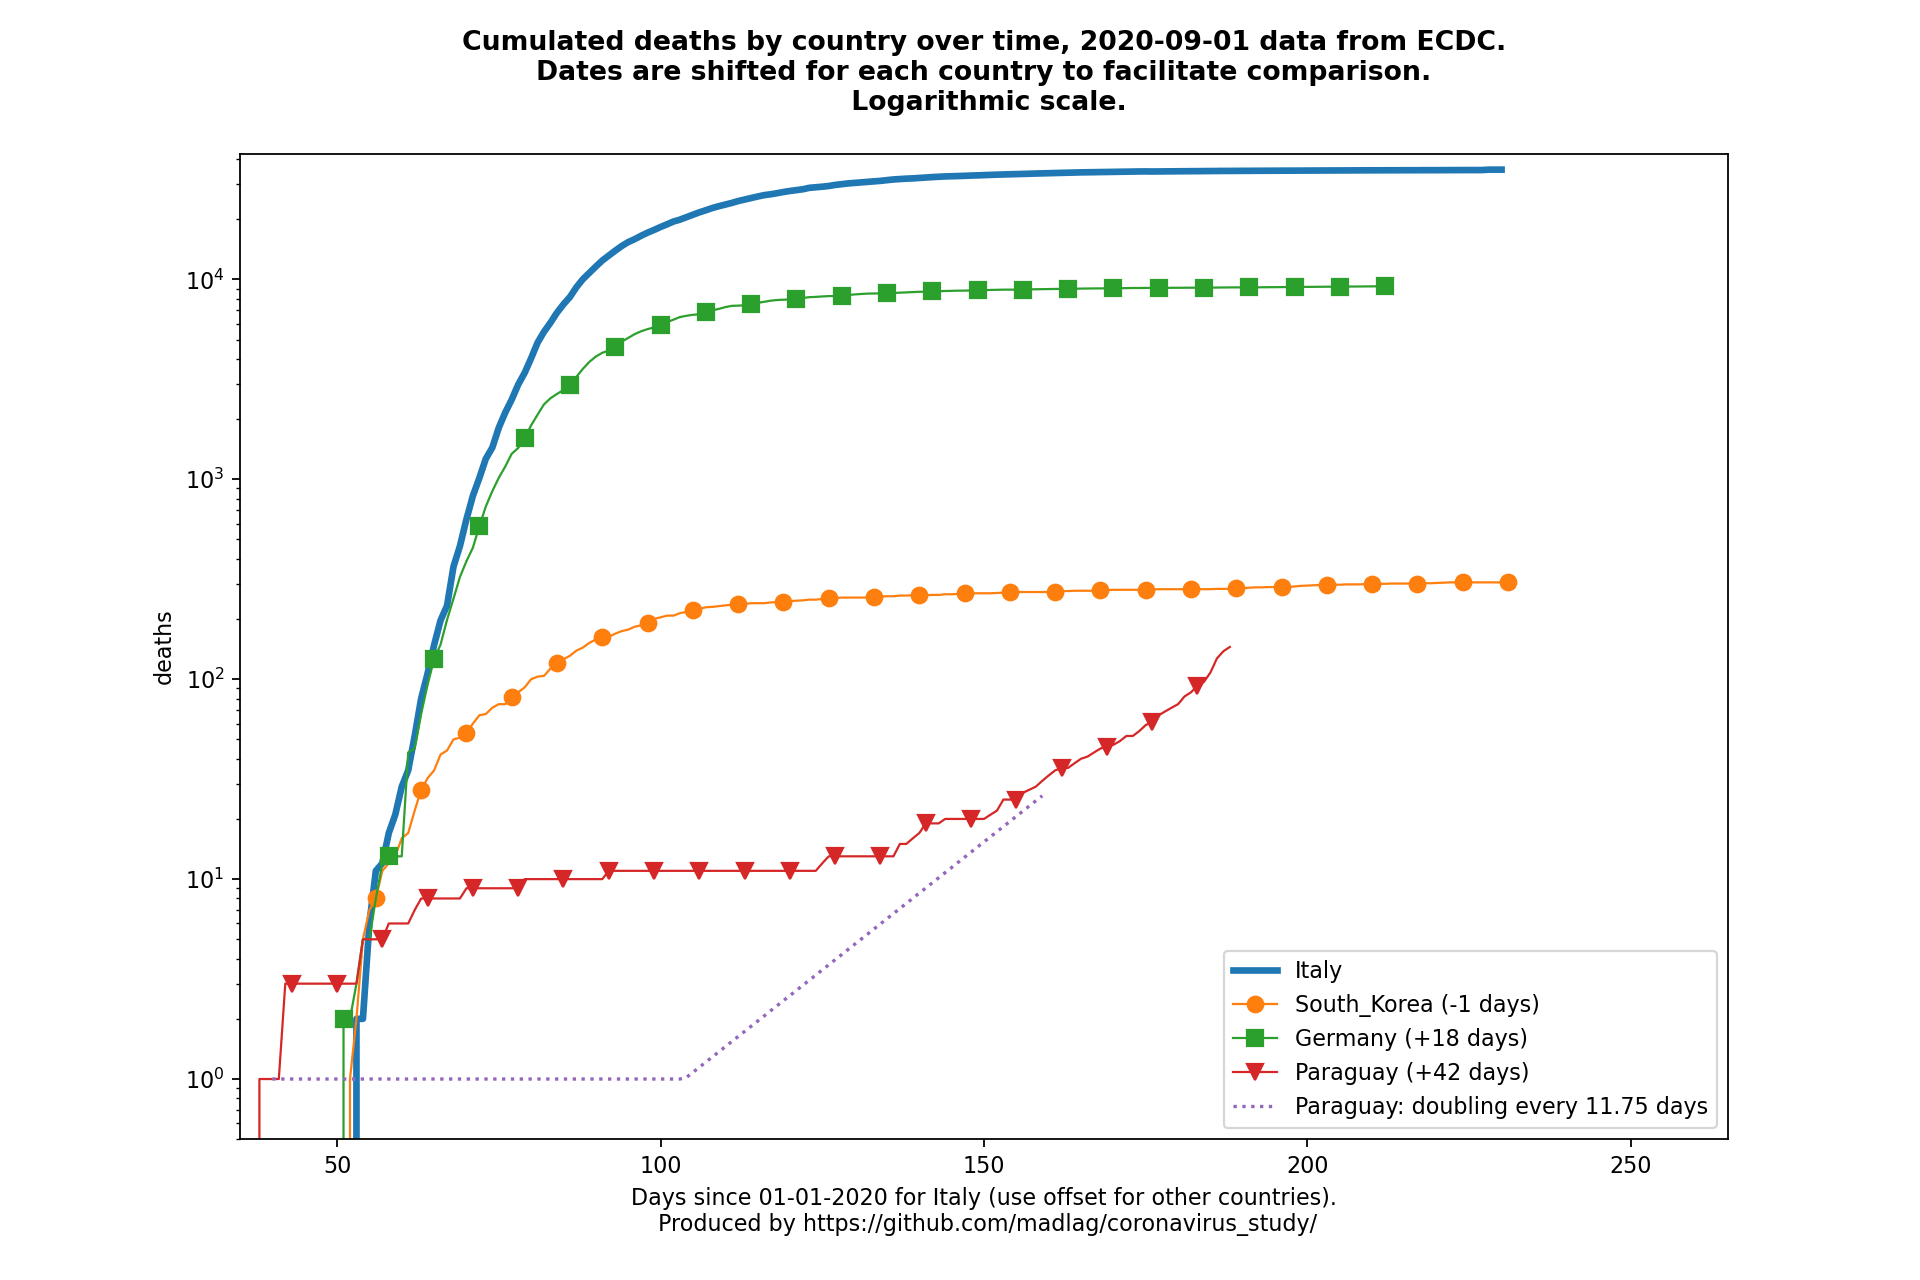 Cumulated deaths by country over time, 2020-09-01 data from ECDC.
Dates are shifted for each country to facilitate comparison.
Logarithmic scale.
10⁴
10³
10²
10¹
10⁰
deaths
Italy
South_Korea (-1 days)
Germany (+18 days)
Paraguay (+42 days)
Paraguay: doubling every 11.75 days
50
100
150
200
250
Days since 01-01-2020 for Italy (use offset for other countries).
Produced by https://github.com/madlag/coronavirus_study/